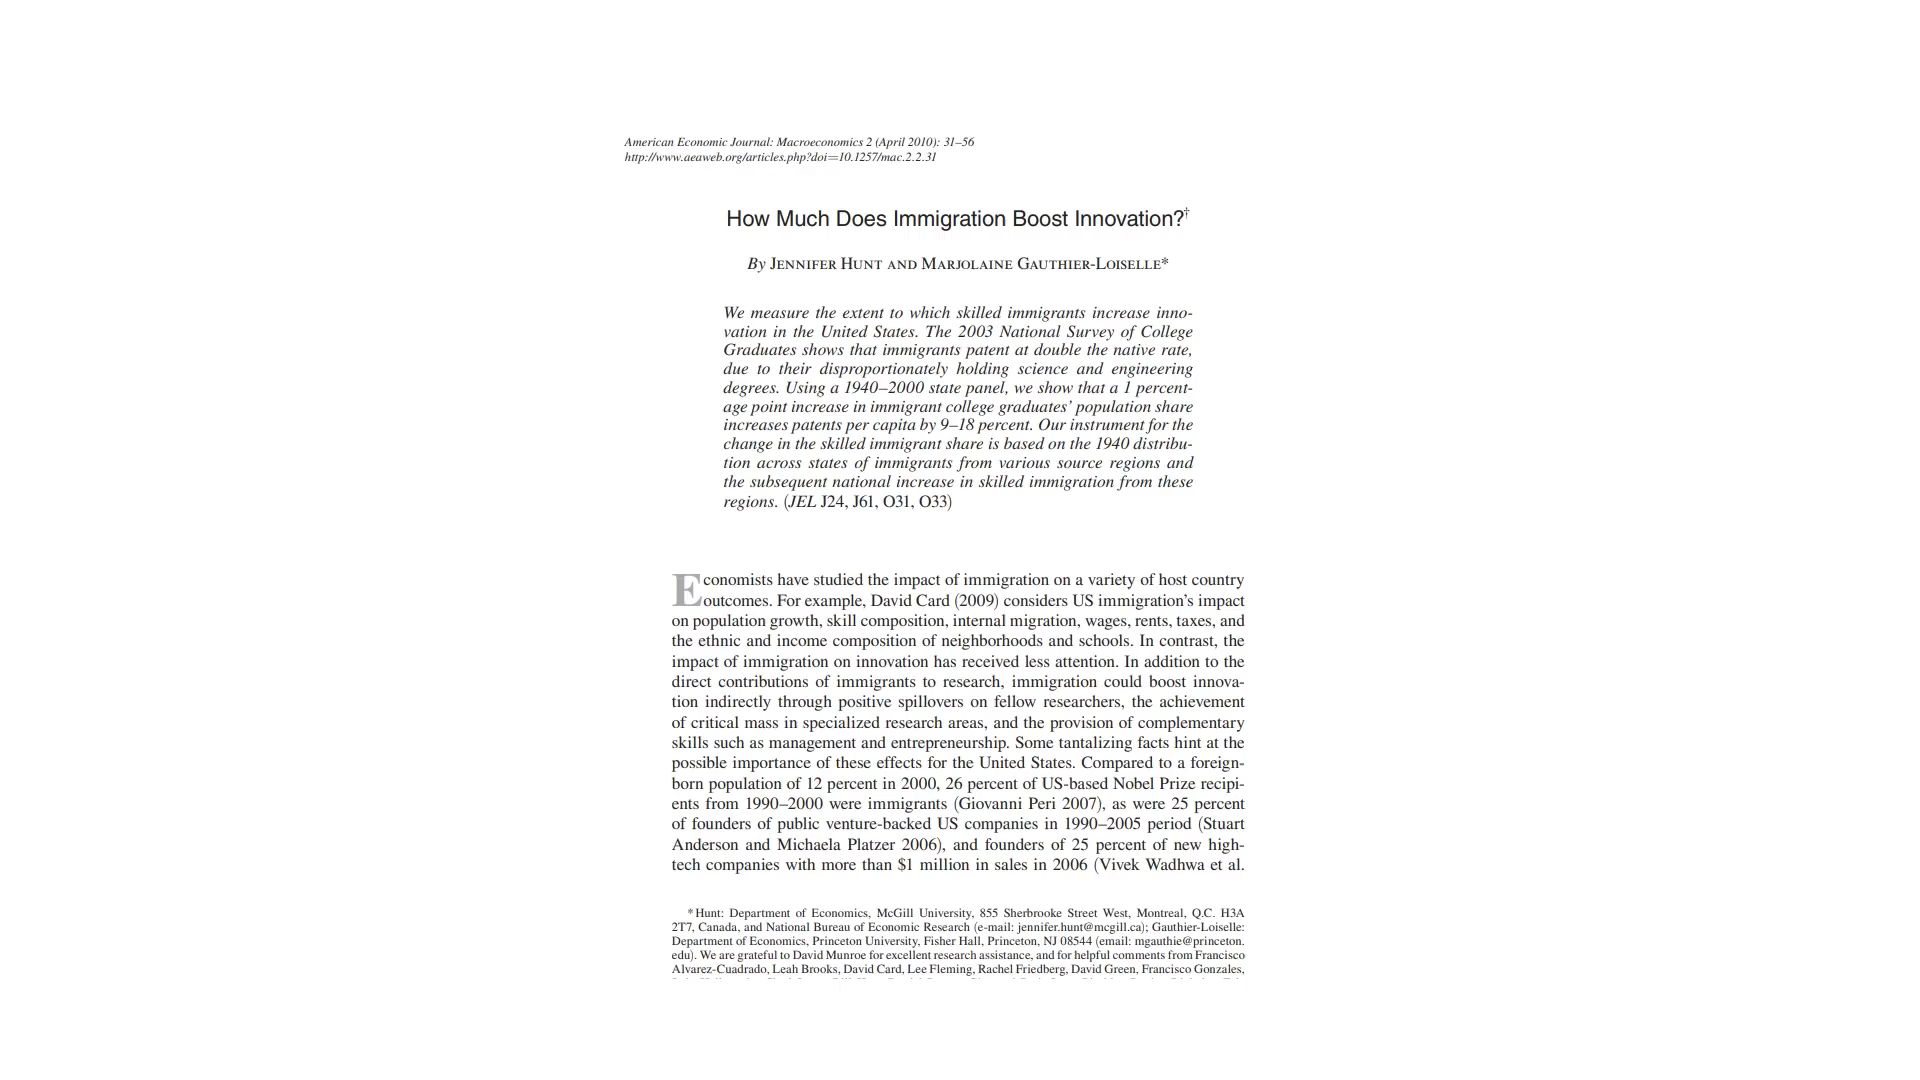 American Economic Journal: Macroeconomics 2 (April 2010): 31–56
http://www.aeaweb.org/articles.php?doi=10.1257/mac.2.2.31
How Much Does Immigration Boost Innovation?†
By Jennifer Hunt and Marjolaine Gauthier-Loiselle*
We measure the extent to which skilled immigrants increase inno-
vation in the United States. The 2003 National Survey of College
Graduates shows that immigrants patent at double the native rate,
due to their disproportionately holding science and engineering
degrees. Using a 1940–2000 state panel, we show that a 1 percent-
age point increase in immigrant college graduates' population share
increases patents per capita by 9–18 percent. Our instrument for the
change in the skilled immigrant share is based on the 1940 distribu-
tion across states of immigrants from various source regions and
the subsequent national increase in skilled immigration from these
regions. (JEL J24, J61, O31, O33)
Economists have studied the impact of immigration on a variety of host country
outcomes. For example, David Card (2009) considers US immigration's impact
on population growth, skill composition, internal migration, wages, rents, taxes, and
the ethnic and income composition of neighborhoods and schools. In contrast, the
impact of immigration on innovation has received less attention. In addition to the
direct contributions of immigrants to research, immigration could boost innova-
tion indirectly through positive spillovers on fellow researchers, the achievement
of critical mass in specialized research areas, and the provision of complementary
skills such as management and entrepreneurship. Some tantalizing facts hint at the
possible importance of these effects for the United States. Compared to a foreign-
born population of 12 percent in 2000, 26 percent of US-based Nobel Prize recipi-
ents from 1990–2000 were immigrants (Giovanni Peri 2007), as were 25 percent
of founders of public venture-backed US companies in 1990–2005 period (Stuart
Anderson and Michaela Platzer 2006), and founders of 25 percent of new high-
tech companies with more than $1 million in sales in 2006 (Vivek Wadhwa et al.
* Hunt: Department of Economics, McGill University, 855 Sherbrooke Street West, Montreal, Q.C. H3A
2T7, Canada, and National Bureau of Economic Research (e-mail: jennifer.hunt@mcgill.ca); Gauthier-Loiselle:
Department of Economics, Princeton University, Fisher Hall, Princeton, NJ 08544 (email: mgauthie@princeton.
edu). We are grateful to David Munroe for excellent research assistance, and for helpful comments from Francisco
Alvarez-Cuadrado, Leah Brooks, David Card, Lee Fleming, Rachel Friedberg, David Green, Francisco Gonzales,